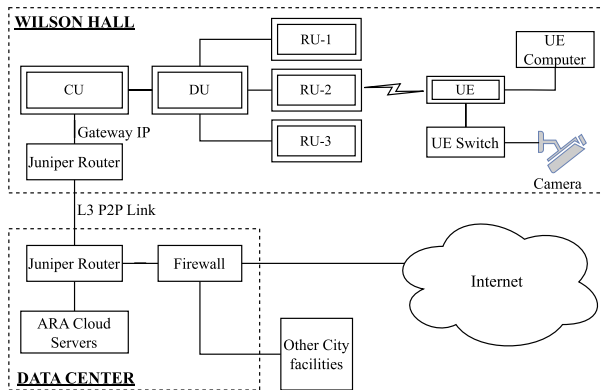 WILSON HALL
RU-1
UE
Computer
CU
DU
RU-2
UE
Gateway IP
RU-3
UE Switch
Juniper Router
Camera
L3 P2P Link
Juniper Router
Firewall
Internet
ARA Cloud
Servers
Other City
facilities
DATA CENTER